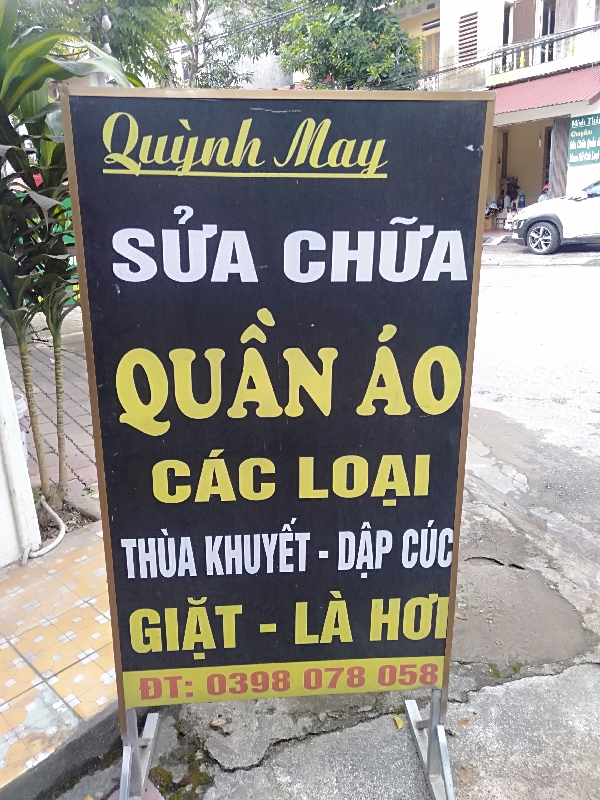 Quỳnh May
SỬA CHỮA
QUẦN ÁO
CÁC LOẠI
THÙA KHUYẾT - DẬP CÚC
GIẶT - LÀ HƠI
ĐT: 0398 078 058